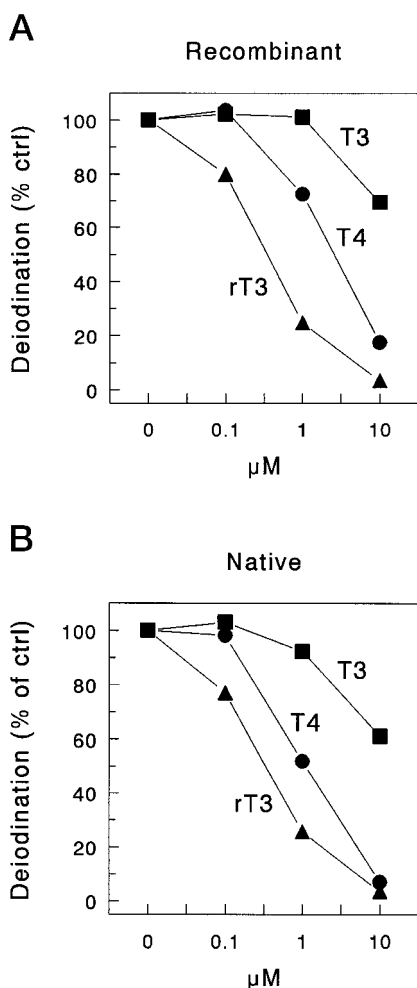 A
Recombinant
Deiodination (% ctrl)
100
80
60
40
20
0
T3
T4
rT3
0 0.1 1 10
µM
B
Native
Deiodination (% of ctrl)
100
80
60
40
20
0
T3
T4
rT3
0 0.1 1 10
µM